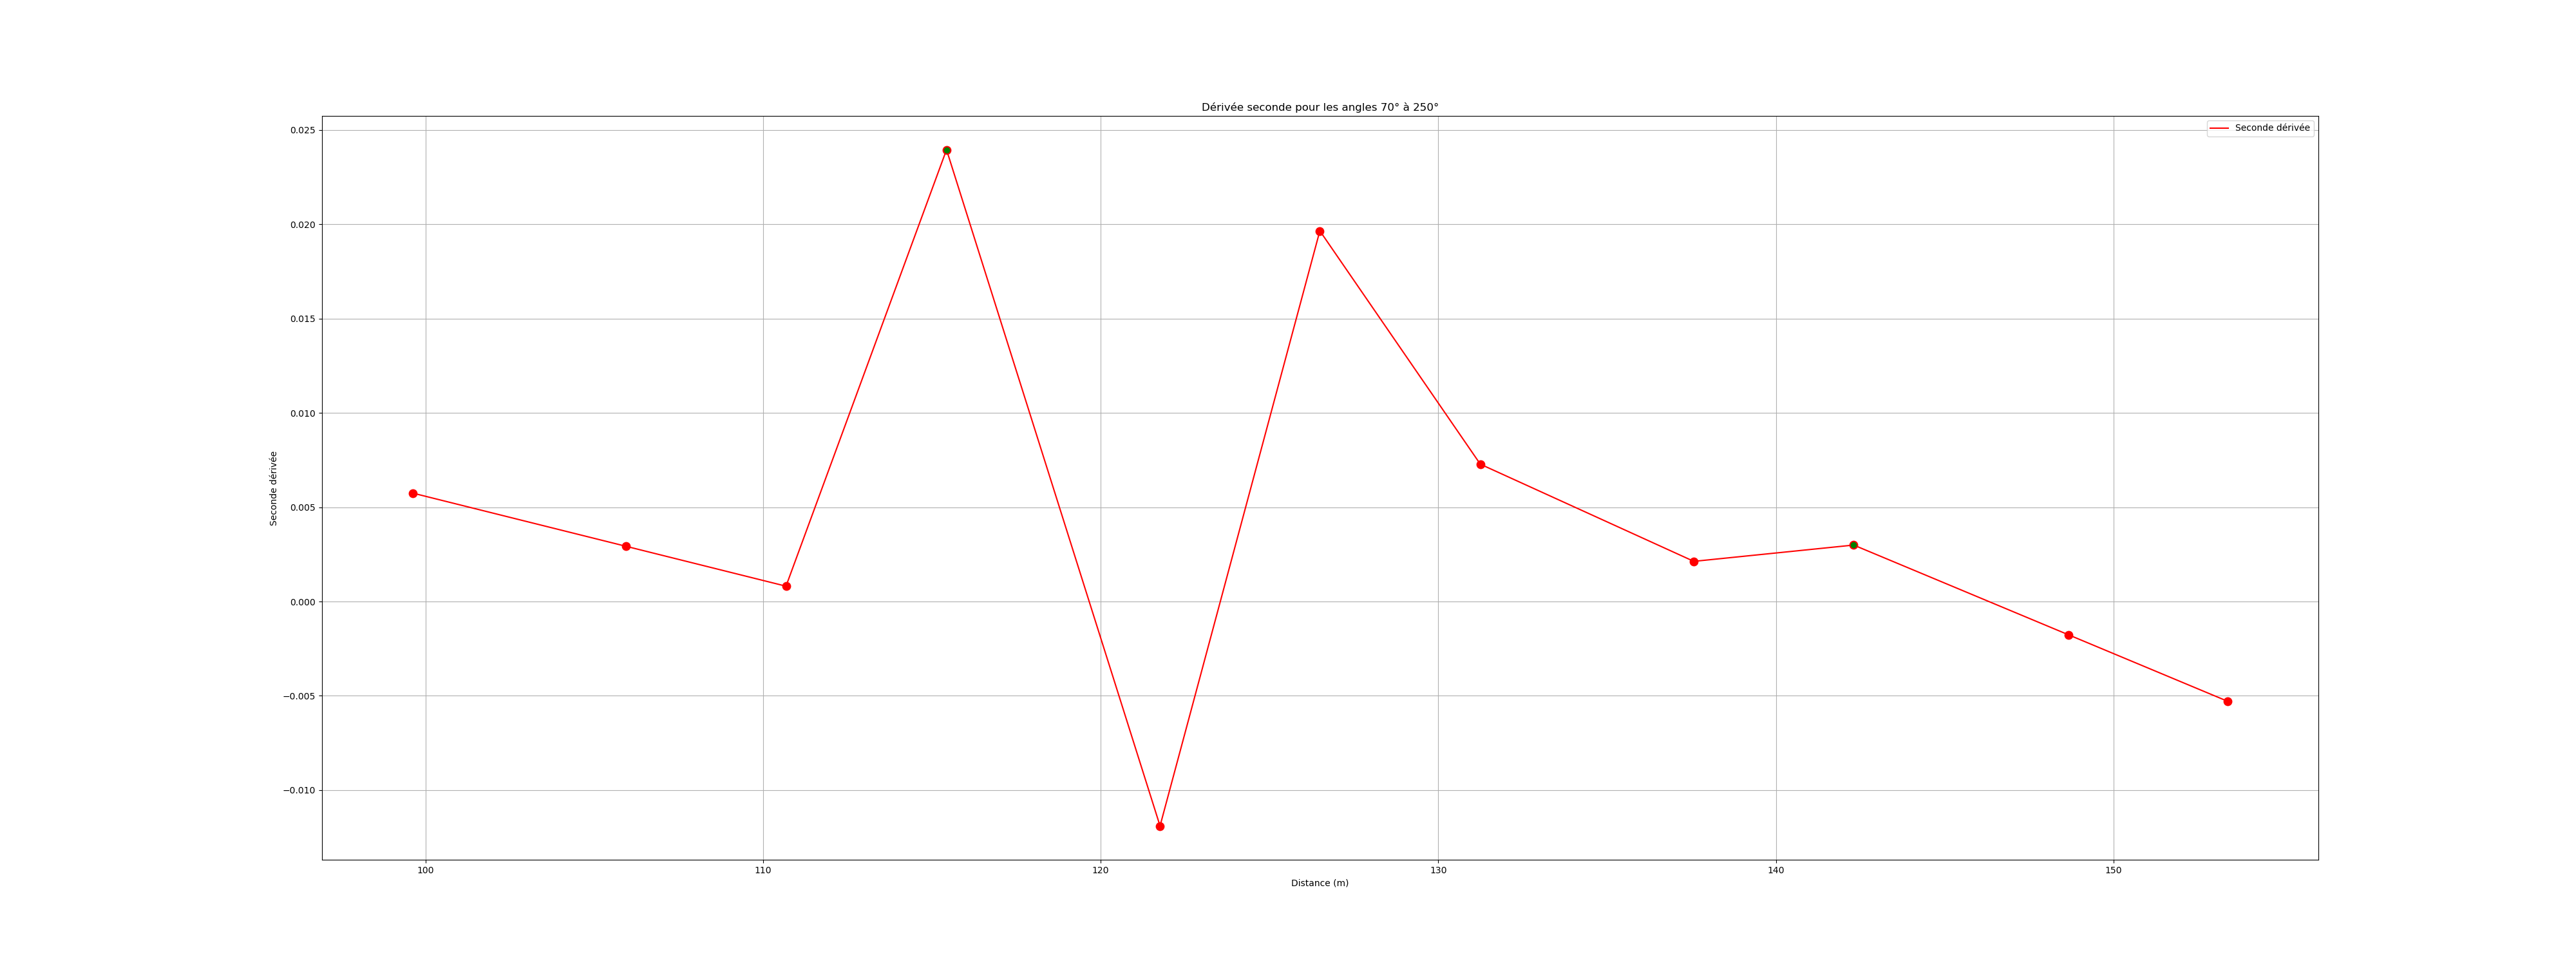 Dérivée seconde pour les angles 70° à 250°
Seconde dérivée
0.025
0.020
0.015
0.010
0.005
0.000
−0.005
−0.010
Seconde dérivée
100 110 120 130 140 150
Distance (m)